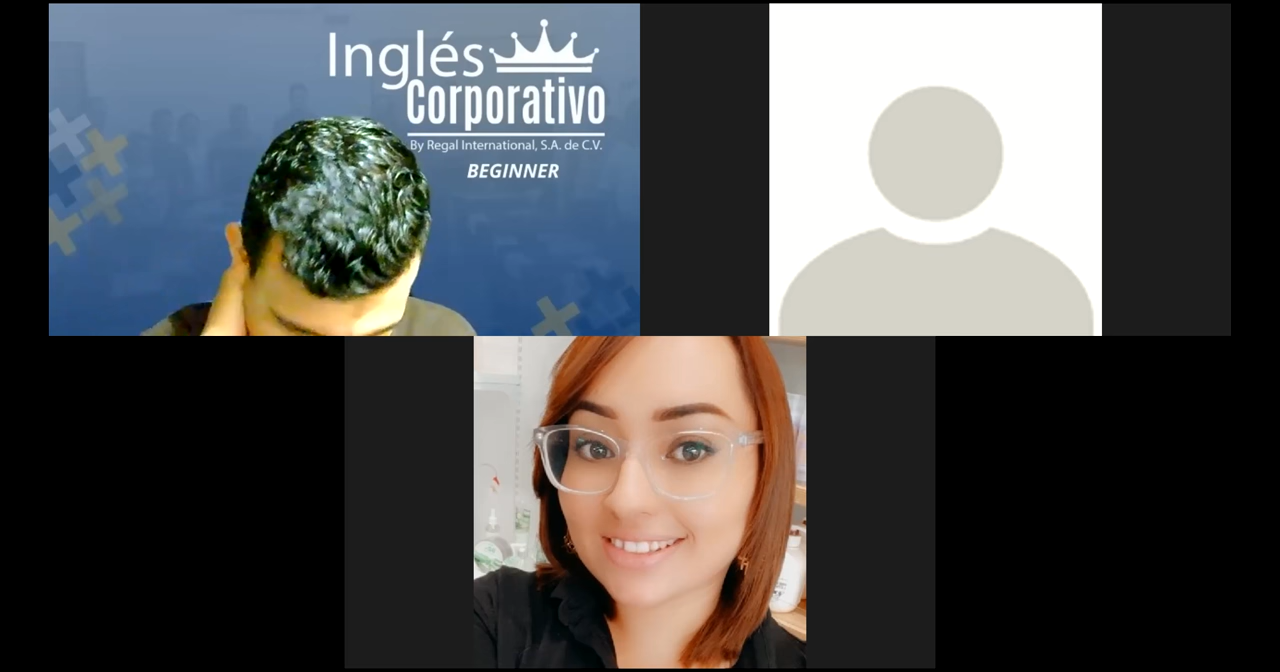 Inglés
Corporativo
By Regal International, S.A. de C.V.
BEGINNER